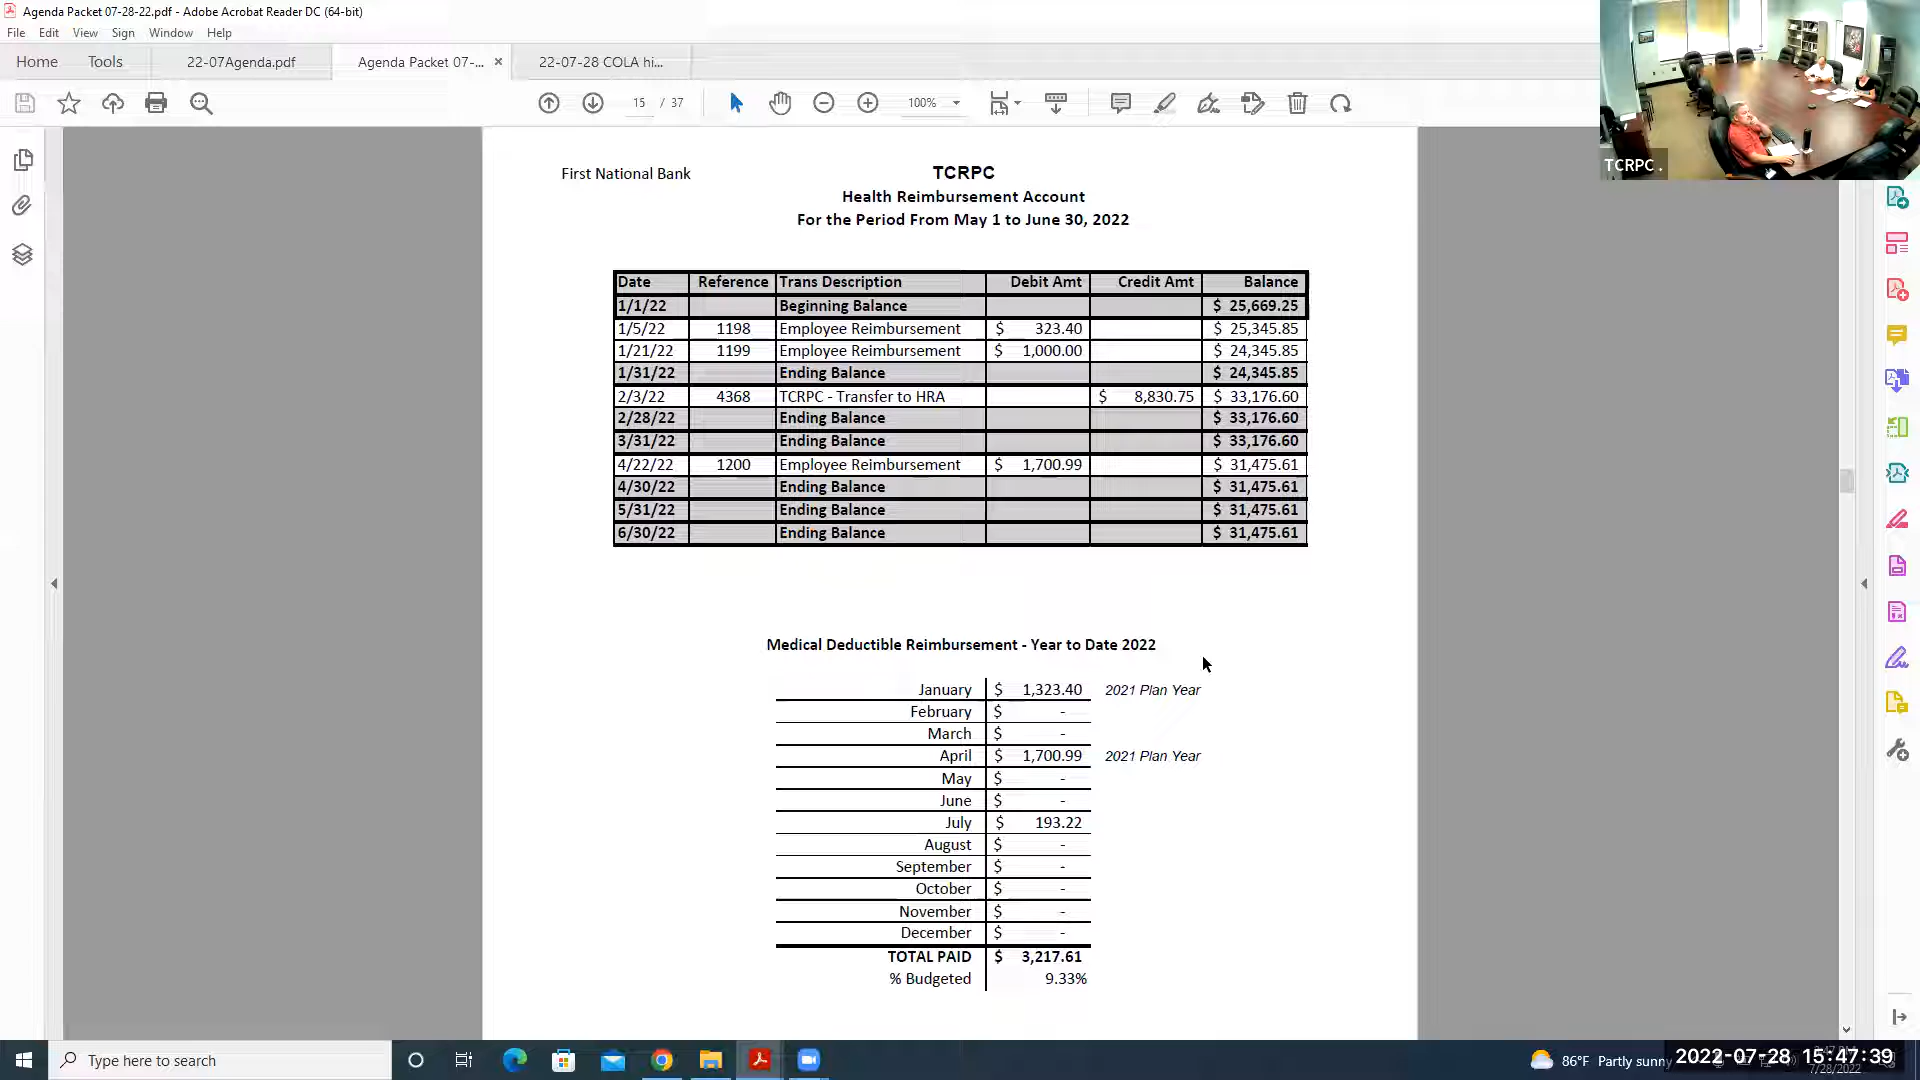 Agenda Packet 07-28-22.pdf - Adobe Acrobat Reader DC (64-bit)
File Edit View Sign Window Help
Home Tools 22-07Agenda.pdf Agenda Packet 07-... × 22-07-28 COLA hi...
15 / 37 100%
TCRPC .
First National Bank
TCRPC
Health Reimbursement Account
For the Period From May 1 to June 30, 2022
Date Reference Trans Description Debit Amt Credit Amt Balance
1/1/22 Beginning Balance $ 25,669.25
1/5/22 1198 Employee Reimbursement $ 323.40 $ 25,345.85
1/21/22 1199 Employee Reimbursement $ 1,000.00 $ 24,345.85
1/31/22 Ending Balance $ 24,345.85
2/3/22 4368 TCRPC - Transfer to HRA $ 8,830.75 $ 33,176.60
2/28/22 Ending Balance $ 33,176.60
3/31/22 Ending Balance $ 33,176.60
4/22/22 1200 Employee Reimbursement $ 1,700.99 $ 31,475.61
4/30/22 Ending Balance $ 31,475.61
5/31/22 Ending Balance $ 31,475.61
6/30/22 Ending Balance $ 31,475.61
Medical Deductible Reimbursement - Year to Date 2022
January $ 1,323.40 2021 Plan Year
February $ -
March $ -
April $ 1,700.99 2021 Plan Year
May $ -
June $ -
July $ 193.22
August $ -
September $ -
October $ -
November $ -
December $ -
TOTAL PAID $ 3,217.61
% Budgeted 9.33%
Type here to search
86°F Partly sunny
2022-07-28 15:47:39
7/28/2022